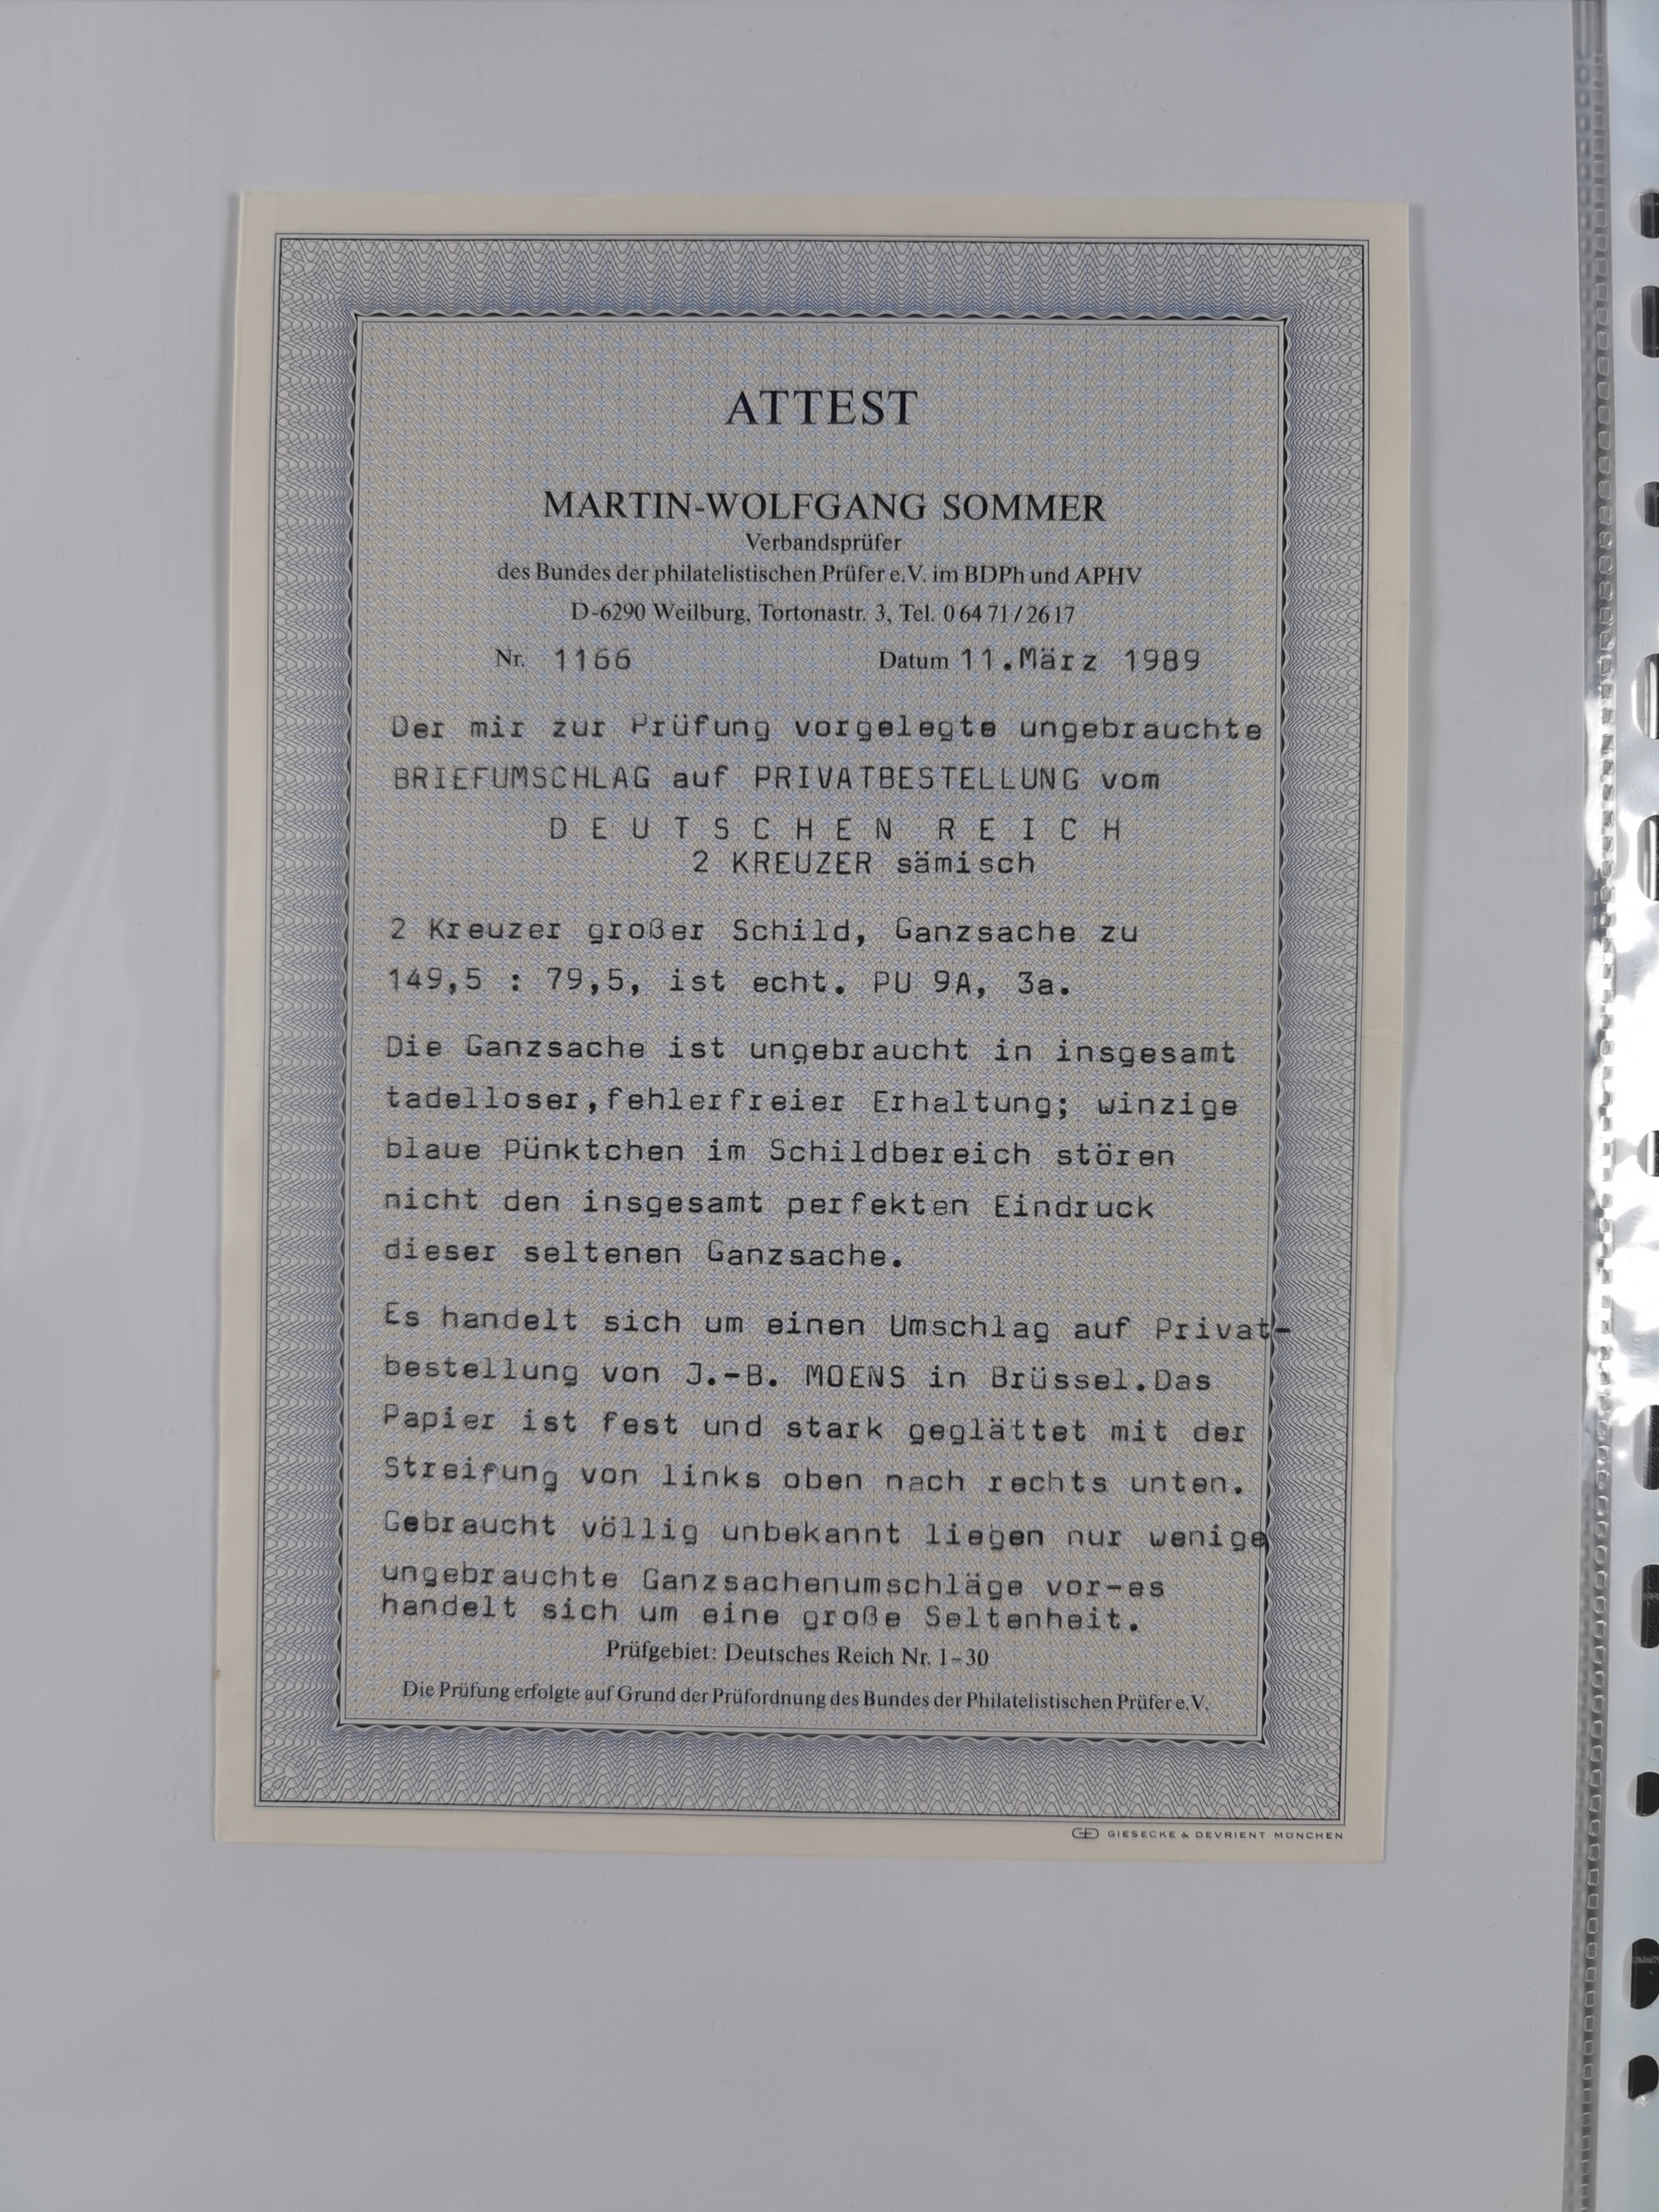 ATTEST
MARTIN-WOLFGANG SOMMER
Verbandsprüfer
des Bundes der philatelistischen Prüfer e.V. im BDPh und APHV
D-6290 Weilburg, Tortonastr. 3, Tel. 0 64 71 / 26 17
Nr. 1166 Datum 11.März 1989
Der mir zur Prüfung vorgelegte ungebrauchte
BRIEFUMSCHLAG auf PRIVATBESTELLUNG vom
D E U T S C H E N R E I C H
2 KREUZER sämisch
2 Kreuzer großer Schild, Ganzsache zu
149,5 : 79,5, ist echt. PU 9A, 3a.
Die Ganzsache ist ungebraucht in insgesamt
tadelloser,fehlerfreier Erhaltung; winzige
blaue Pünktchen im Schildbereich stören
nicht den insgesamt perfekten Eindruck
dieser seltenen Ganzsache.
Es handelt sich um einen Umschlag auf Privat-
bestellung von J.-B. MOENS in Brüssel.Das
Papier ist fest und stark geglättet mit der
Streifung von links oben nach rechts unten.
Gebraucht völlig unbekannt liegen nur wenige
ungebrauchte Ganzsachenumschläge vor-es
handelt sich um eine große Seltenheit.
Prüfgebiet: Deutsches Reich Nr. 1-30
Die Prüfung erfolgte auf Grund der Prüfordnung des Bundes der Philatelistischen Prüfer e.V.
GD GIESECKE & DEVRIENT MÜNCHEN